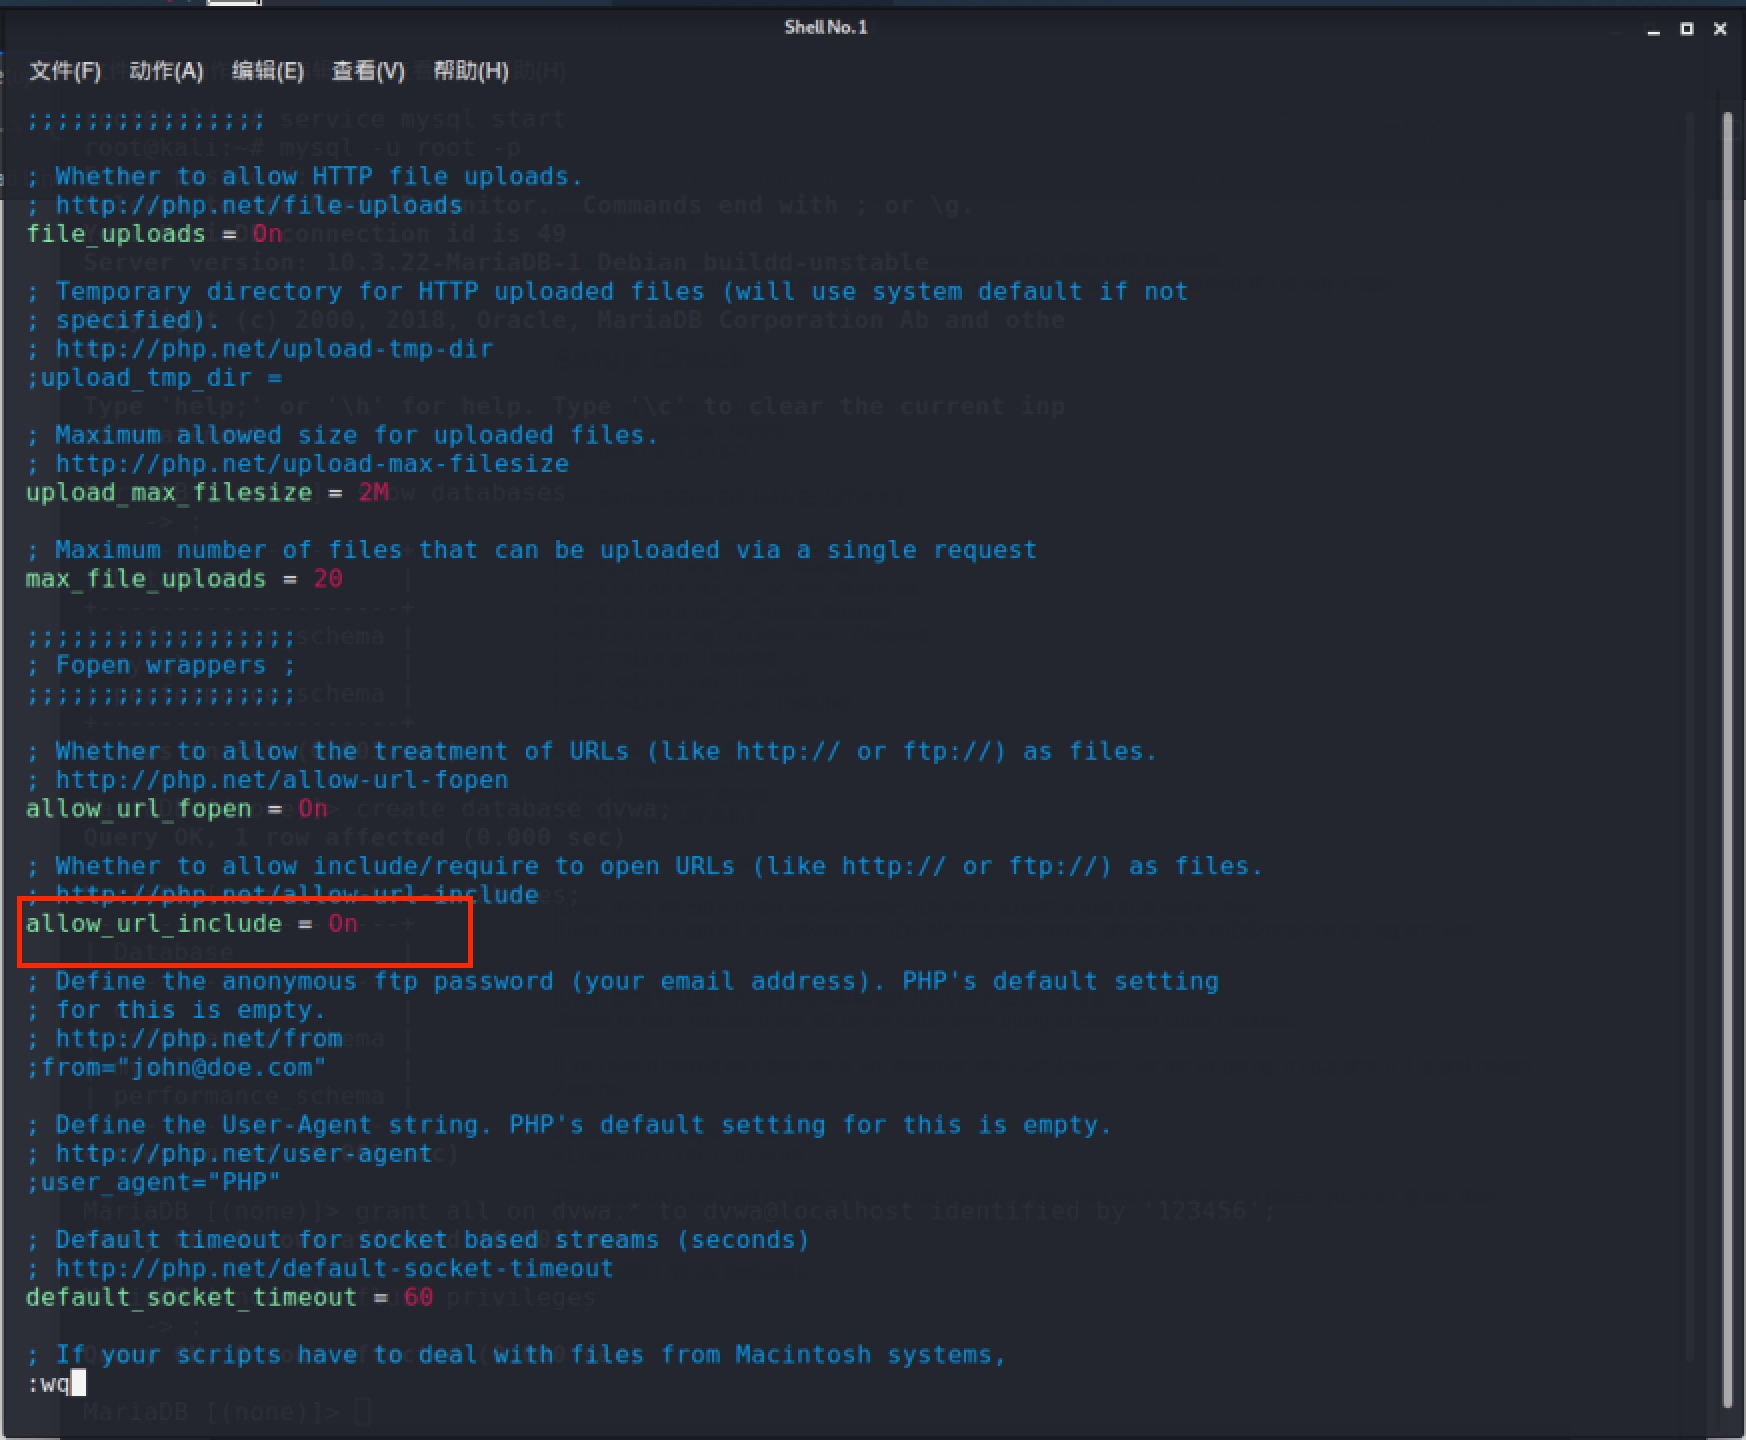 Shell No. 1
文件(F) 动作(A) 编辑(E) 查看(V) 帮助(H)
;;;;;;;;;;;;;;;;
; Whether to allow HTTP file uploads.
; http://php.net/file-uploads
file_uploads = On
; Temporary directory for HTTP uploaded files (will use system default if not
; specified).
; http://php.net/upload-tmp-dir
;upload_tmp_dir =
; Maximum allowed size for uploaded files.
; http://php.net/upload-max-filesize
upload_max_filesize = 2M
; Maximum number of files that can be uploaded via a single request
max_file_uploads = 20
;;;;;;;;;;;;;;;;;;
; Fopen wrappers ;
;;;;;;;;;;;;;;;;;;
; Whether to allow the treatment of URLs (like http:// or ftp://) as files.
; http://php.net/allow-url-fopen
allow_url_fopen = On
; Whether to allow include/require to open URLs (like http:// or ftp://) as files.
; http://php.net/allow-url-include
allow_url_include = On
; Define the anonymous ftp password (your email address). PHP's default setting
; for this is empty.
; http://php.net/from
;from="john@doe.com"
; Define the User-Agent string. PHP's default setting for this is empty.
; http://php.net/user-agent
;user_agent="PHP"
; Default timeout for socket based streams (seconds)
; http://php.net/default-socket-timeout
default_socket_timeout = 60
; If your scripts have to deal with files from Macintosh systems,
:wq